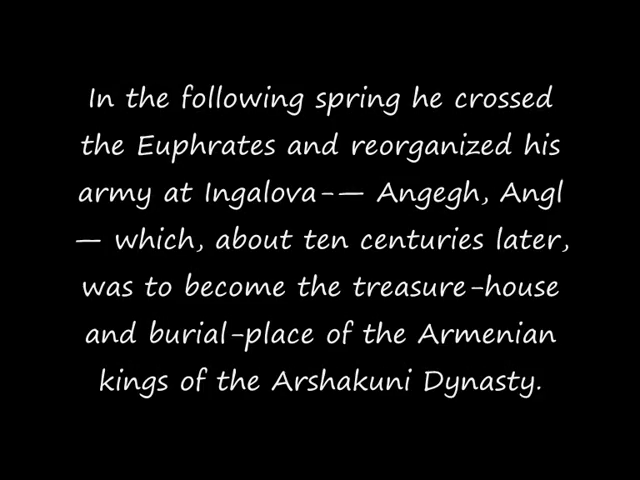 In the following spring he crossed
the Euphrates and reorganized his
army at Ingalova-— Angegh, Angl
— which, about ten centuries later,
was to become the treasure-house
and burial-place of the Armenian
kings of the Arshakuni Dynasty.